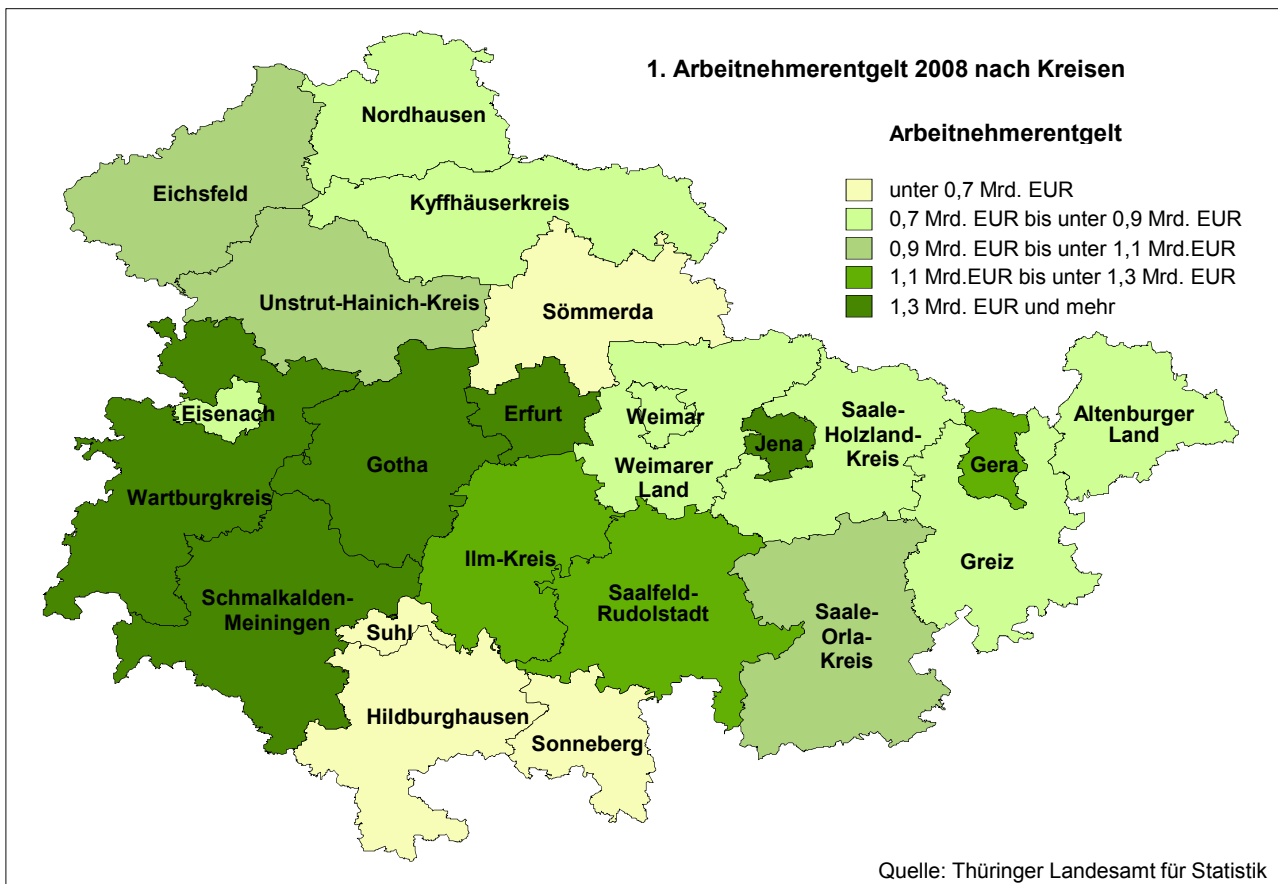 1. Arbeitnehmerentgelt 2008 nach Kreisen
Arbeitnehmerentgelt
unter 0,7 Mrd. EUR
0,7 Mrd. EUR bis unter 0,9 Mrd. EUR
0,9 Mrd. EUR bis unter 1,1 Mrd.EUR
1,1 Mrd.EUR bis unter 1,3 Mrd. EUR
1,3 Mrd. EUR und mehr
Nordhausen
Eichsfeld
Kyffhäuserkreis
Unstrut-Hainich-Kreis
Sömmerda
Eisenach
Erfurt
Weimar
Jena
Saale-
Holzland-
Kreis
Altenburger
Land
Gotha
Weimarer
Land
Gera
Wartburgkreis
Ilm-Kreis
Greiz
Schmalkalden-
Meiningen
Saalfeld-
Rudolstadt
Saale-
Orla-
Kreis
Suhl
Hildburghausen
Sonneberg
Quelle: Thüringer Landesamt für Statistik